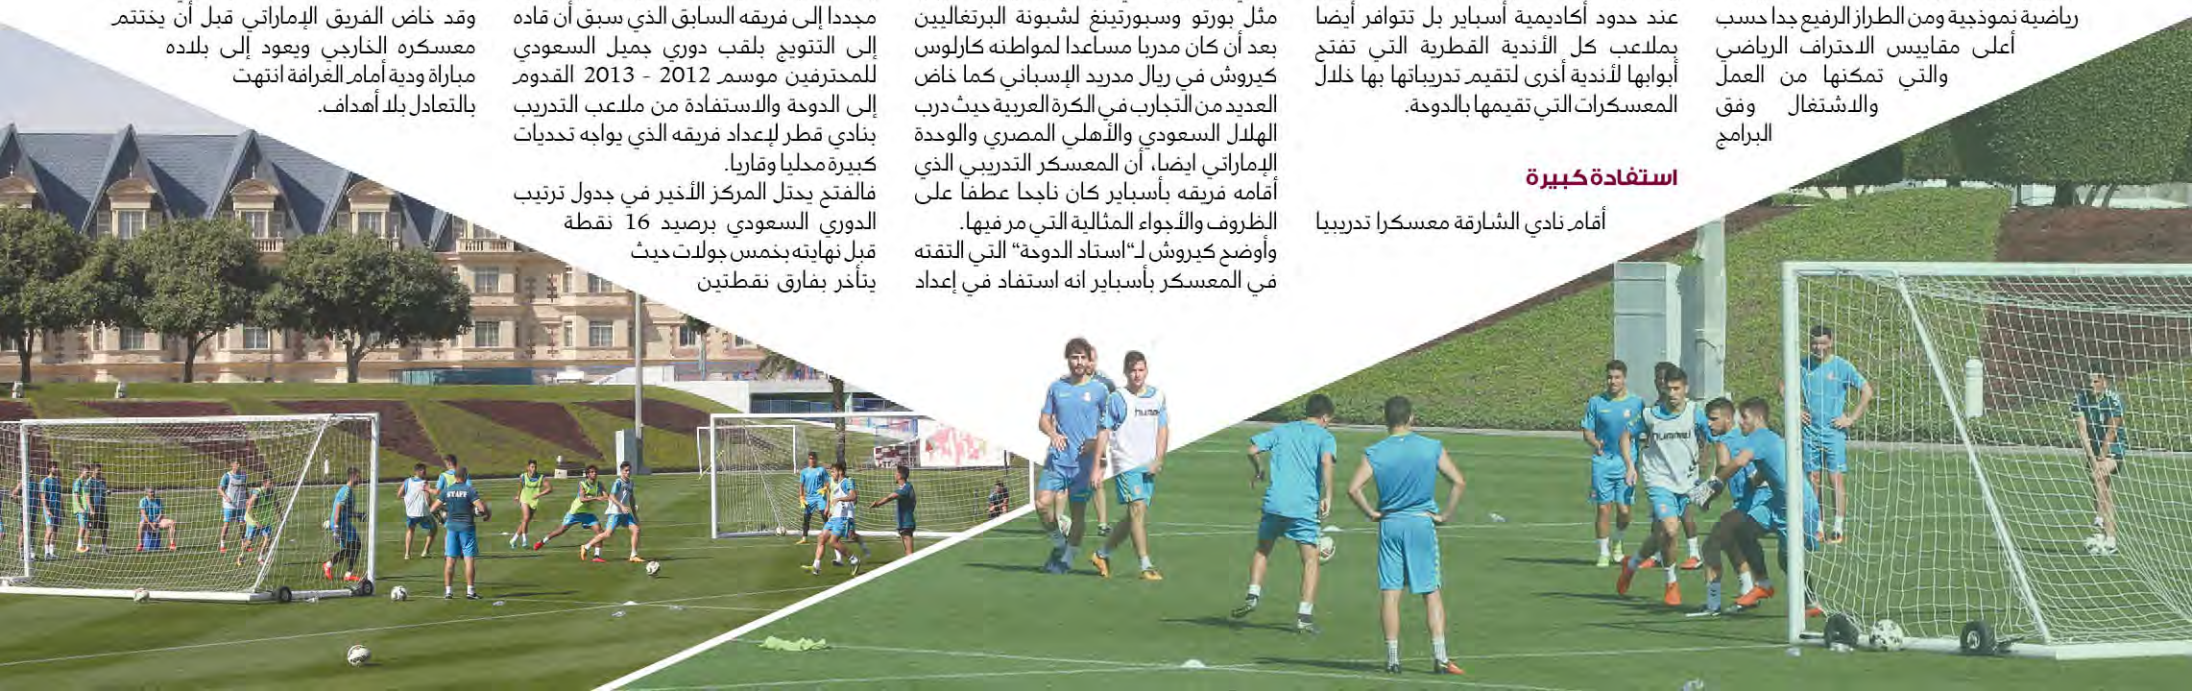 رياضية نموذجية ومن الطراز الرفيع جدا حسب
أعلى مقاييس الاحتراف الرياضي
والتي تمكنها من العمل
والاشتغال وفق
البرامج
عند حدود أكاديمية أسباير بل تتوافر أيضا
بملاعب كل الأندية القطرية التي تفتح
أبوابها لأندية أخرى لتقيم تدريباتها بها خلال
المعسكرات التي تقيمها بالدوحة.
استفادة كبيرة
أقام نادي الشارقة معسكرا تدريبيا
مثل بورتو وسبورتينغ لشبونة البرتغاليين
بعد أن كان مدربا مساعدا لمواطنه كارلوس
كيروش في ريال مدريد الإسباني كما خاض
العديد من التجارب في الكرة العربية حيث درب
الهلال السعودي والأهلي المصري والوحدة
الإماراتي ايضا، أن المعسكر التدريبي الذي
أقامه فريقه بأسباير كان ناجحا عطفا على
الظروف والأجواء المثالية التي مر فيها.
وأوضح كيروش لـ“استاد الدوحة“ التي التقته
في المعسكر بأسباير انه استفاد في إعداد
مجددا إلى فريقه السابق الذي سبق أن قاده
إلى التتويج بلقب دوري جميل السعودي
للمحترفين موسم 2012 - 2013 القدوم
إلى الدوحة والاستفادة من ملاعب التدريب
بنادي قطر لإعداد فريقه الذي يواجه تحديات
كبيرة محليا وقاريا.
فالفتح يحتل المركز الأخير في جدول ترتيب
الدوري السعودي برصيد 16 نقطة
قبل نهايته بخمس جولات حيث
يتأخر بفارق نقطتين
وقد خاض الفريق الإماراتي قبل أن يختتم
معسكره الخارجي ويعود إلى بلاده
مباراة ودية أمام الغرافة انتهت
بالتعادل بلا أهداف.
STAFF
hummel